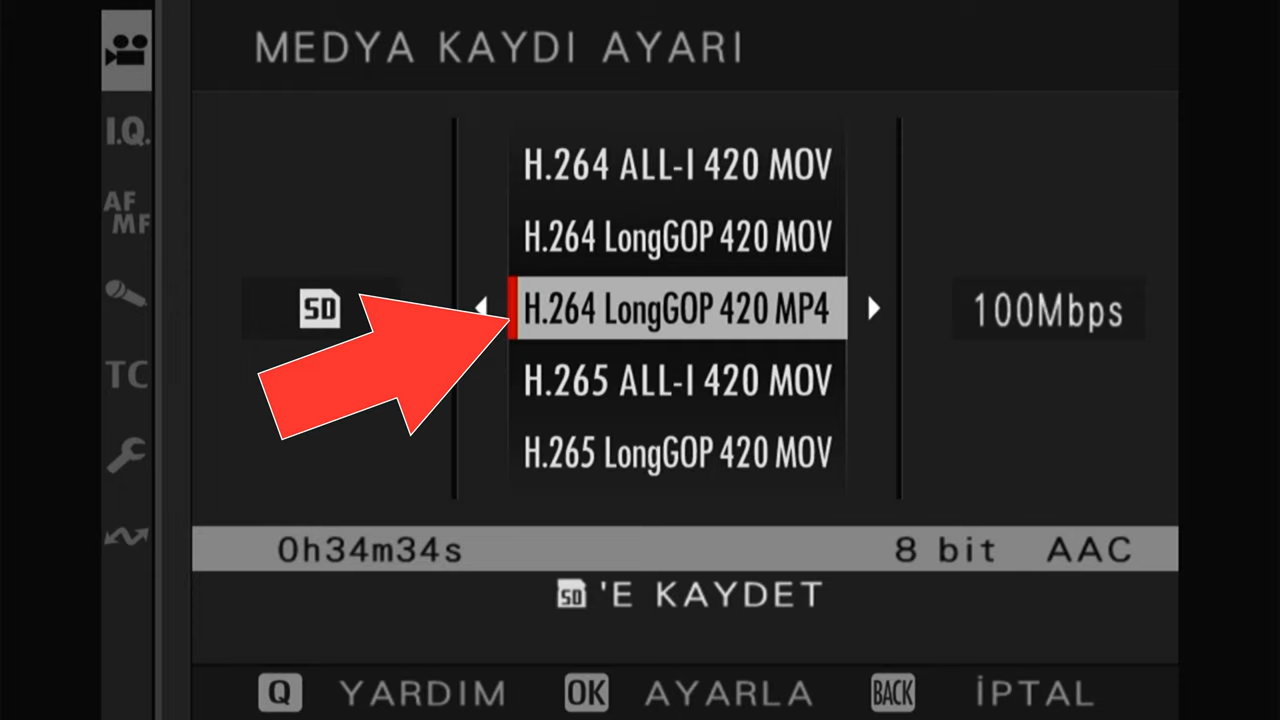 MEDYA KAYDI AYARI
I.Q.
AF
MF
TC
H.264 ALL-I 420 MOV
H.264 LongGOP 420 MOV
SD
H.264 LongGOP 420 MP4
100Mbps
H.265 ALL-I 420 MOV
H.265 LongGOP 420 MOV
0h34m34s 8 bit AAC
SD 'E KAYDET
Q YARDIM OK AYARLA BACK İPTAL